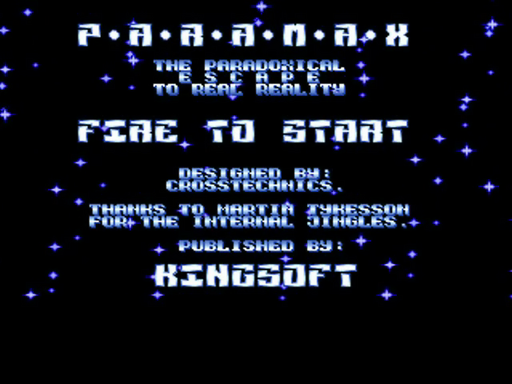 P·A·R·A·M·A·X
THE PARADOXICAL
E S C A P E
TO REAL REALITY
FIRE TO START
DESIGNED BY:
CROSSTECHNICS.
THANKS TO MARTIN TYKESSON
FOR THE INTERNAL JINGLES.
PUBLISHED BY:
KINGSOFT